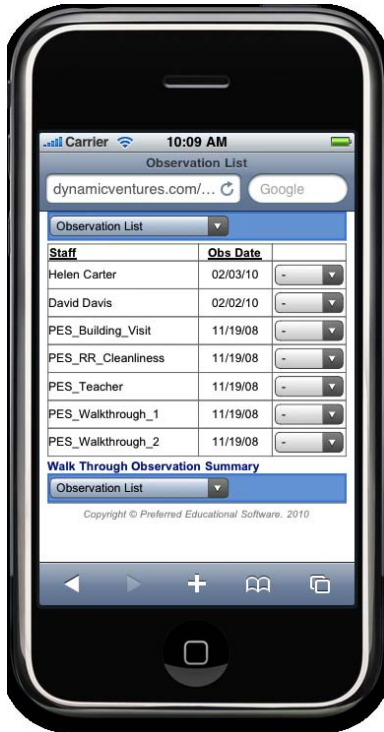 Carrier 10:09 AM
Observation List
dynamicventures.com/... Google
Observation List
Staff Obs Date
Helen Carter 02/03/10 -
David Davis 02/02/10 -
PES_Building_Visit 11/19/08 -
PES_RR_Cleanliness 11/19/08 -
PES_Teacher 11/19/08 -
PES_Walkthrough_1 11/19/08 -
PES_Walkthrough_2 11/19/08 -
Walk Through Observation Summary
Observation List
Copyright © Preferred Educational Software. 2010